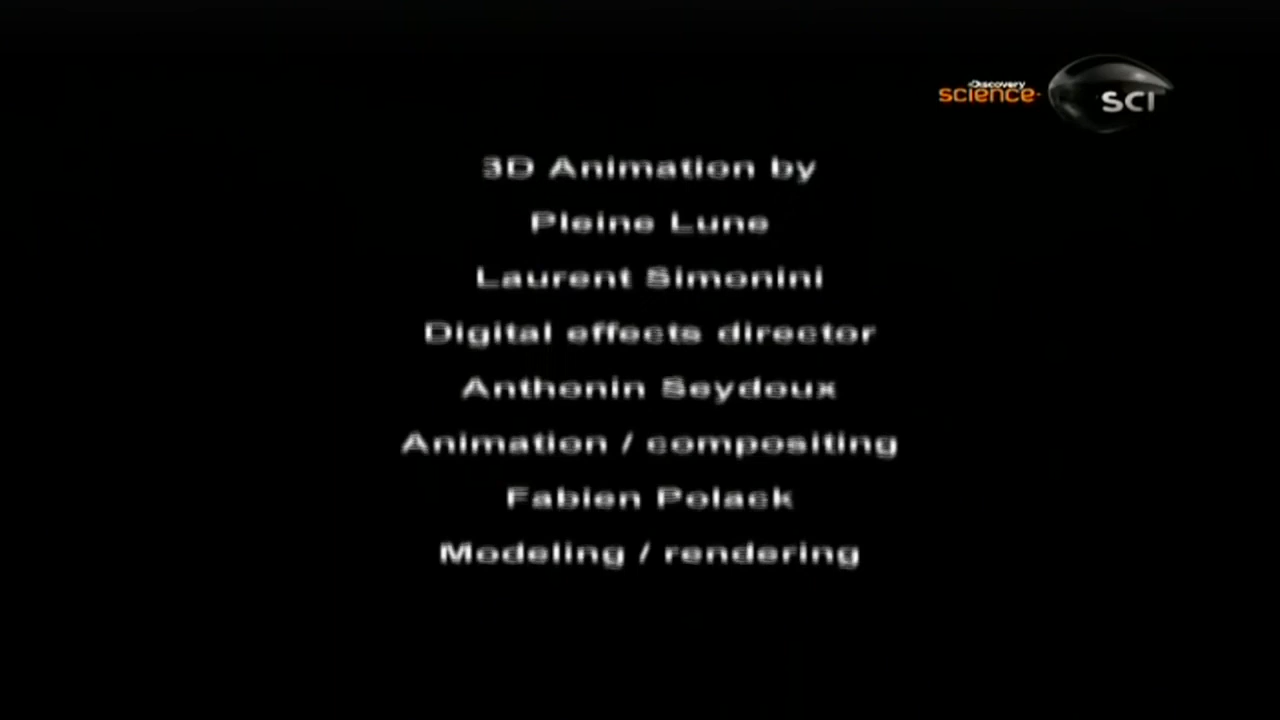 Discovery
science
SCI
3D Animation by
Pleine Lune
Laurent Simonini
Digital effects director
Anthonin Seydoux
Animation / compositing
Fabien Polack
Modeling / rendering